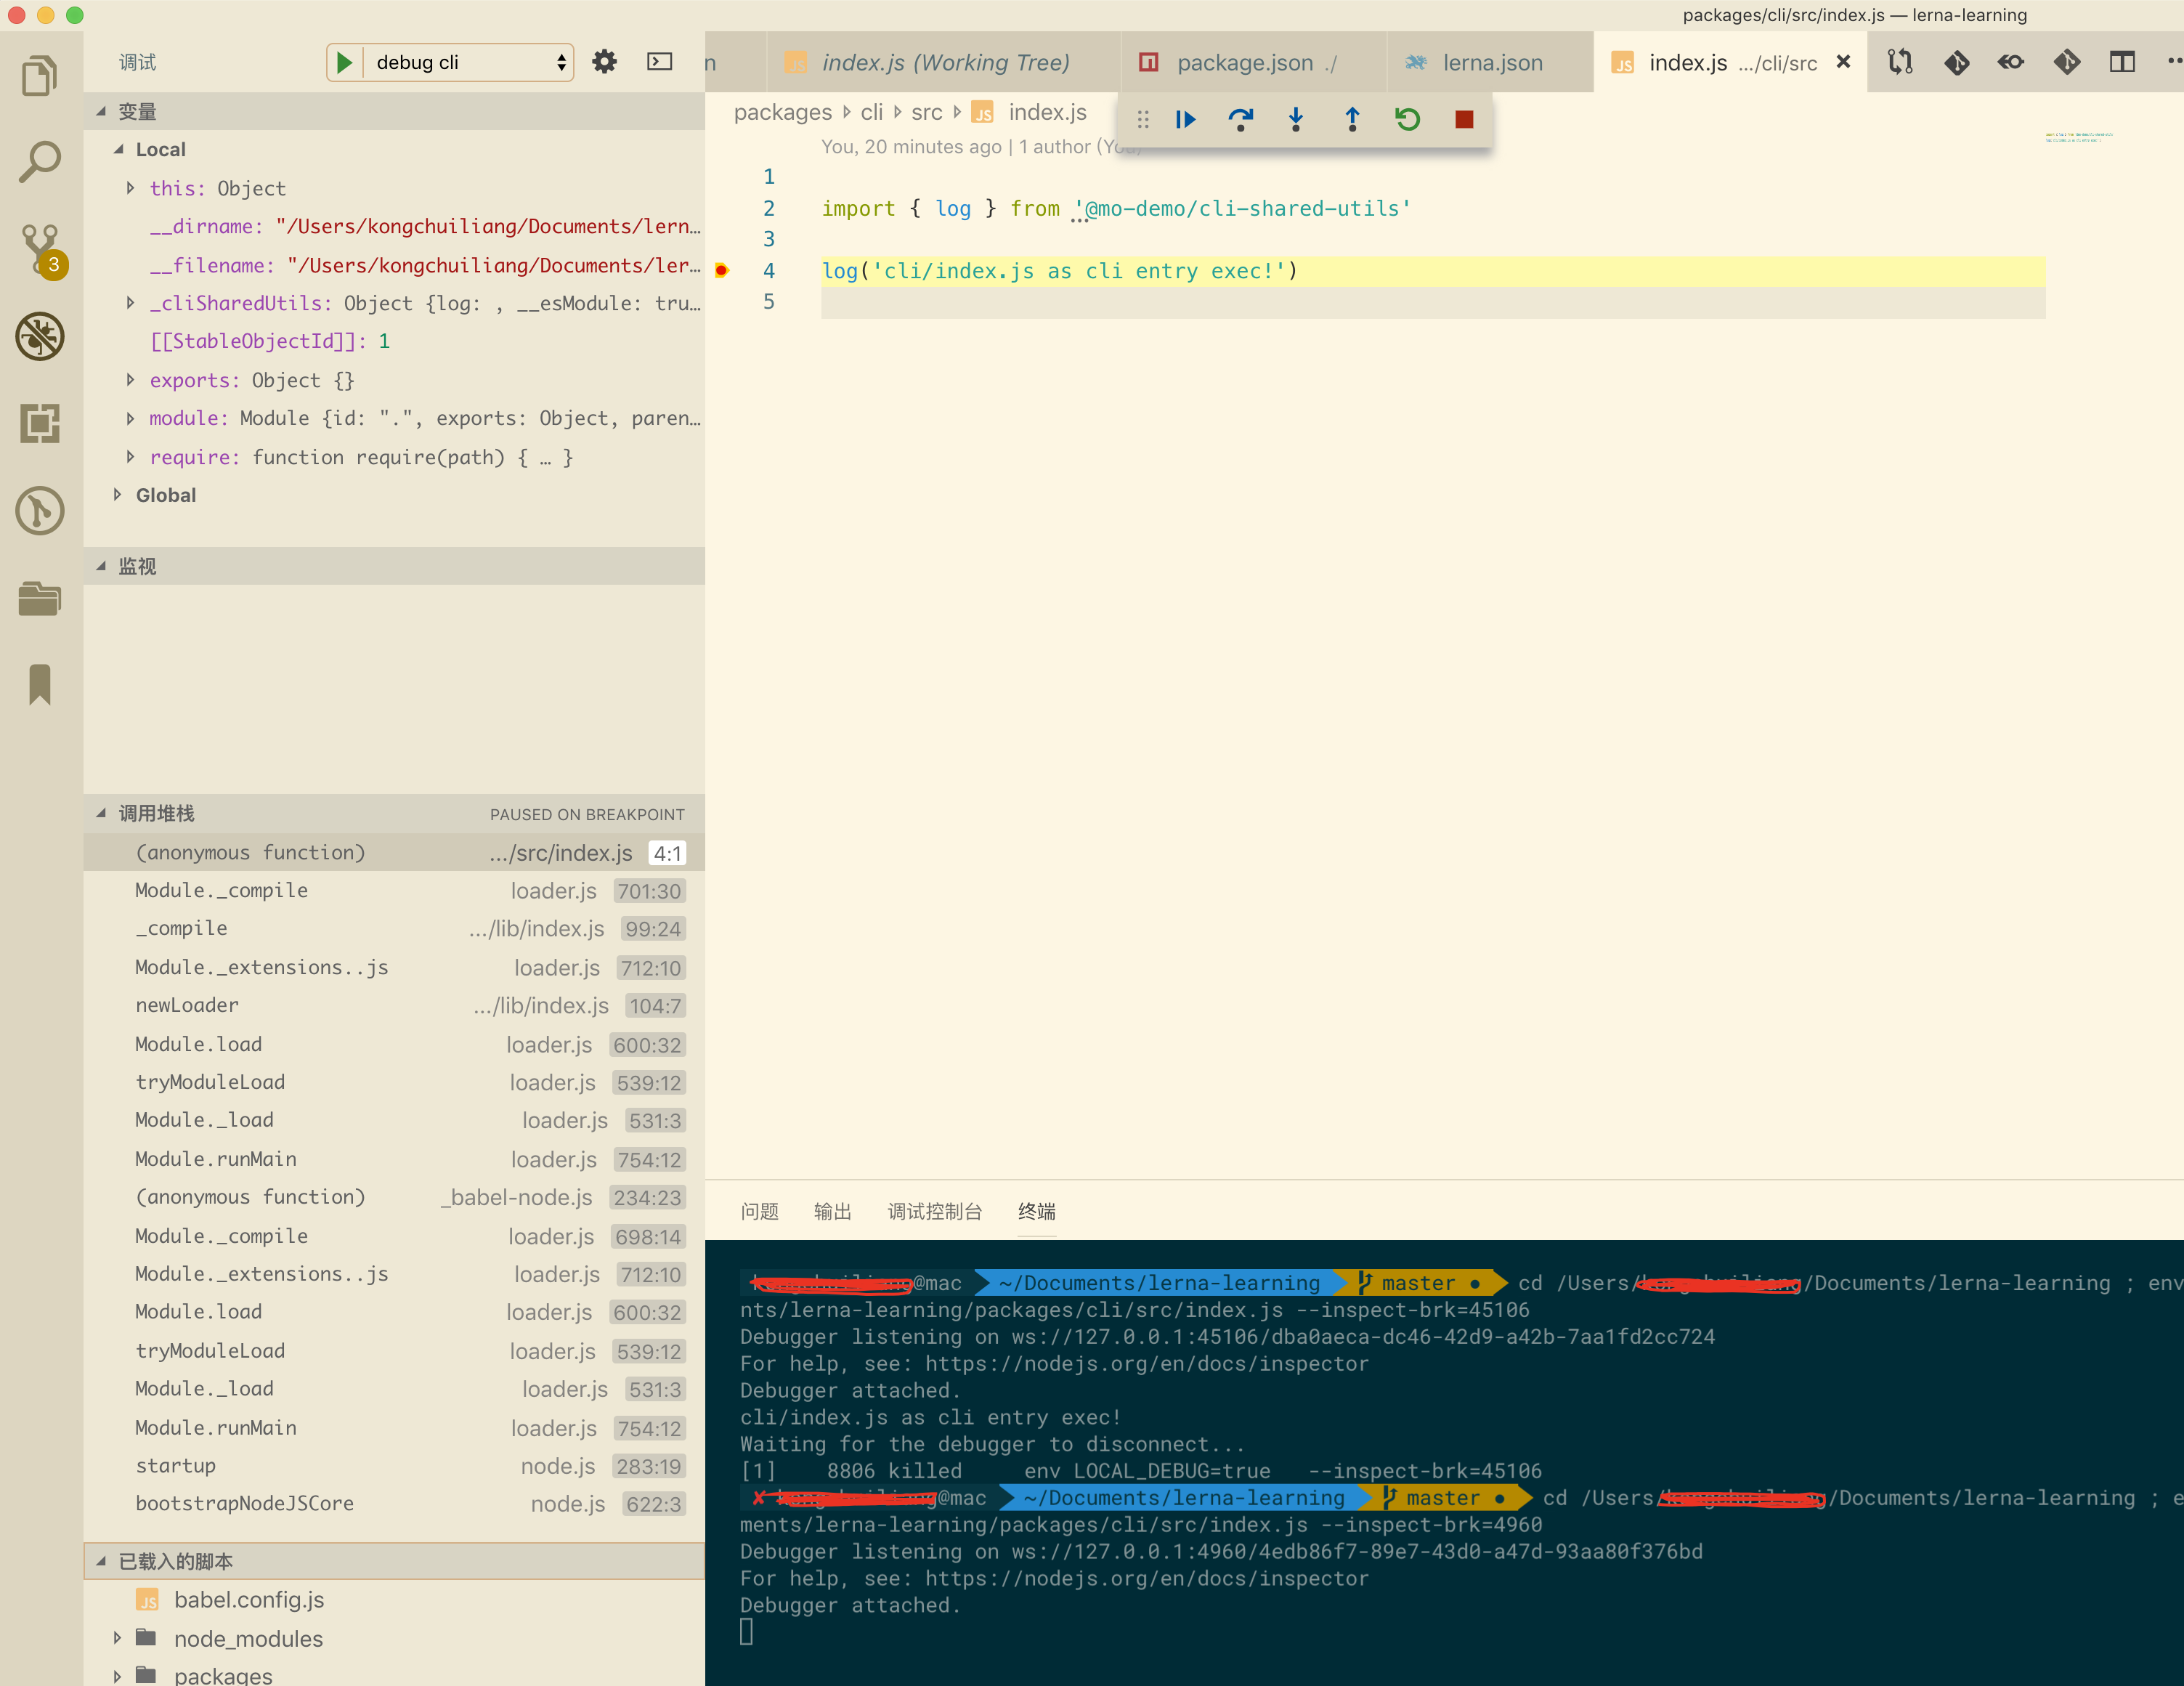 packages/cli/src/index.js — lerna-learning
调试
debug cli
n
index.js (Working Tree)
package.json ./
lerna.json
index.js .../cli/src
变量
Local
this: Object
__dirname: "/Users/kongchuiliang/Documents/lern…
__filename: "/Users/kongchuiliang/Documents/ler…
_cliSharedUtils: Object {log: , __esModule: tru…
[[StableObjectId]]: 1
exports: Object {}
module: Module {id: ".", exports: Object, paren…
require: function require(path) { … }
Global
3
监视
调用堆栈 PAUSED ON BREAKPOINT
(anonymous function) .../src/index.js 4:1
Module._compile loader.js 701:30
_compile .../lib/index.js 99:24
Module._extensions..js loader.js 712:10
newLoader .../lib/index.js 104:7
Module.load loader.js 600:32
tryModuleLoad loader.js 539:12
Module._load loader.js 531:3
Module.runMain loader.js 754:12
(anonymous function) _babel-node.js 234:23
Module._compile loader.js 698:14
Module._extensions..js loader.js 712:10
Module.load loader.js 600:32
tryModuleLoad loader.js 539:12
Module._load loader.js 531:3
Module.runMain loader.js 754:12
startup node.js 283:19
bootstrapNodeJSCore node.js 622:3
已载入的脚本
babel.config.js
node_modules
packages
packages cli src JS index.js
You, 20 minutes ago | 1 author (You)
1
2 import { log } from '@mo-demo/cli-shared-utils'
3
4 log('cli/index.js as cli entry exec!')
5
问题 输出 调试控制台 终端
@mac ~/Documents/lerna-learning master ● cd /Users/ /Documents/lerna-learning ; env
nts/lerna-learning/packages/cli/src/index.js --inspect-brk=45106
Debugger listening on ws://127.0.0.1:45106/dba0aeca-dc46-42d9-a42b-7aa1fd2cc724
For help, see: https://nodejs.org/en/docs/inspector
Debugger attached.
cli/index.js as cli entry exec!
Waiting for the debugger to disconnect...
[1] 8806 killed env LOCAL_DEBUG=true --inspect-brk=45106
✘ @mac ~/Documents/lerna-learning master ● cd /Users/ /Documents/lerna-learning ; e
ments/lerna-learning/packages/cli/src/index.js --inspect-brk=4960
Debugger listening on ws://127.0.0.1:4960/4edb86f7-89e7-43d0-a47d-93aa80f376bd
For help, see: https://nodejs.org/en/docs/inspector
Debugger attached.